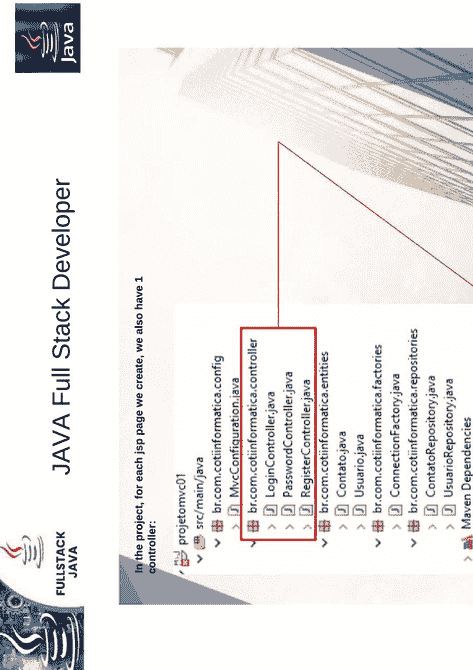 Java
JAVA Full Stack Developer
FULLSTACK
JAVA
In the project, for each jsp page we create, we also have 1
controller:
projetomvc01
src/main/java
br.com.cotiinformatica.config
MvcConfiguration.java
br.com.cotiinformatica.controller
LoginController.java
PasswordController.java
RegisterController.java
br.com.cotiinformatica.entities
Contato.java
Usuario.java
br.com.cotiinformatica.factories
ConnectionFactory.java
br.com.cotiinformatica.repositories
ContatoRepository.java
UsuarioRepository.java
Maven Dependencies